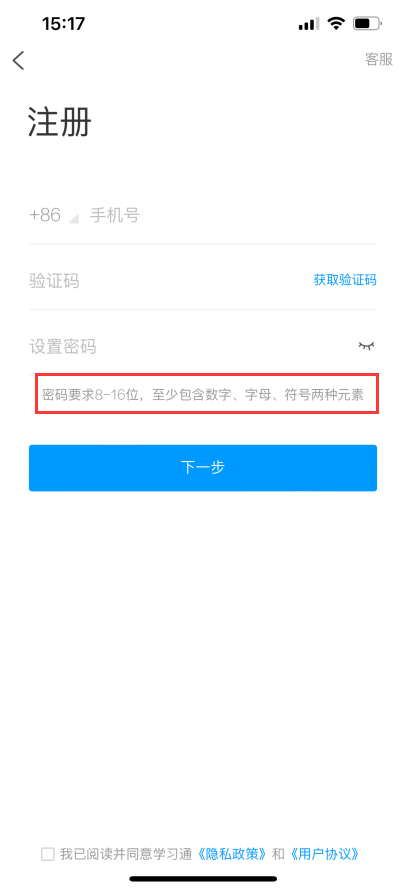 15:17
客服
注册
+86 手机号
验证码 获取验证码
设置密码
密码要求8-16位，至少包含数字、字母、符号两种元素
下一步
我已阅读并同意学习通《隐私政策》和《用户协议》